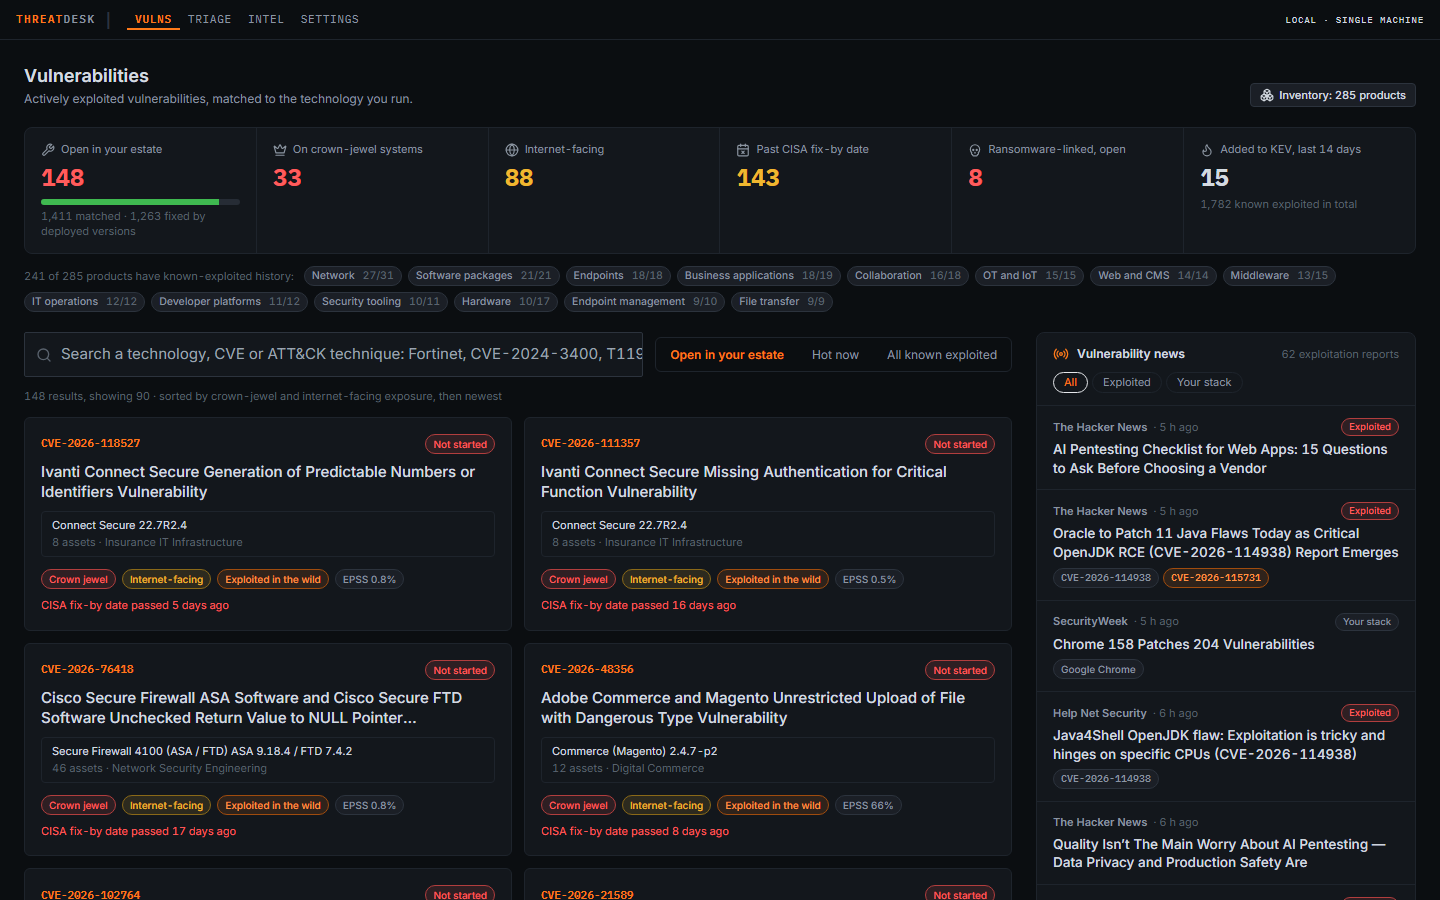 THREATDESK
VULNS TRIAGE INTEL SETTINGS
LOCAL · SINGLE MACHINE
Vulnerabilities
Actively exploited vulnerabilities, matched to the technology you run.
Inventory: 285 products
Open in your estate
148
1,411 matched · 1,263 fixed by
deployed versions
On crown-jewel systems
33
Internet-facing
88
Past CISA fix-by date
143
Ransomware-linked, open
8
Added to KEV, last 14 days
15
1,782 known exploited in total
241 of 285 products have known-exploited history: Network 27/31 Software packages 21/21 Endpoints 18/18 Business applications 18/19 Collaboration 16/18 OT and IoT 15/15 Web and CMS 14/14 Middleware 13/15
IT operations 12/12 Developer platforms 11/12 Security tooling 10/11 Hardware 10/17 Endpoint management 9/10 File transfer 9/9
Search a technology, CVE or ATT&CK technique: Fortinet, CVE-2024-3400, T119
Open in your estate Hot now All known exploited
148 results, showing 90 · sorted by crown-jewel and internet-facing exposure, then newest
CVE-2026-118527 Not started
Ivanti Connect Secure Generation of Predictable Numbers or
Identifiers Vulnerability
Connect Secure 22.7R2.4
8 assets · Insurance IT Infrastructure
Crown jewel Internet-facing Exploited in the wild EPSS 0.8%
CISA fix-by date passed 5 days ago
CVE-2026-111357 Not started
Ivanti Connect Secure Missing Authentication for Critical
Function Vulnerability
Connect Secure 22.7R2.4
8 assets · Insurance IT Infrastructure
Crown jewel Internet-facing Exploited in the wild EPSS 0.5%
CISA fix-by date passed 16 days ago
CVE-2026-76418 Not started
Cisco Secure Firewall ASA Software and Cisco Secure FTD
Software Unchecked Return Value to NULL Pointer...
Secure Firewall 4100 (ASA / FTD) ASA 9.18.4 / FTD 7.4.2
46 assets · Network Security Engineering
Crown jewel Internet-facing Exploited in the wild EPSS 0.8%
CISA fix-by date passed 17 days ago
CVE-2026-48356 Not started
Adobe Commerce and Magento Unrestricted Upload of File
with Dangerous Type Vulnerability
Commerce (Magento) 2.4.7-p2
12 assets · Digital Commerce
Crown jewel Internet-facing Exploited in the wild EPSS 66%
CISA fix-by date passed 8 days ago
CVE-2026-102764 Not started
CVE-2026-21589 Not started
Vulnerability news 62 exploitation reports
All Exploited Your stack
The Hacker News · 5 h ago Exploited
AI Pentesting Checklist for Web Apps: 15 Questions
to Ask Before Choosing a Vendor
The Hacker News · 5 h ago Exploited
Oracle to Patch 11 Java Flaws Today as Critical
OpenJDK RCE (CVE-2026-114938) Report Emerges
CVE-2026-114938 CVE-2026-115731
SecurityWeek · 5 h ago Your stack
Chrome 158 Patches 204 Vulnerabilities
Google Chrome
Help Net Security · 6 h ago Exploited
Java4Shell OpenJDK flaw: Exploitation is tricky and
hinges on specific CPUs (CVE-2026-114938)
CVE-2026-114938
The Hacker News · 6 h ago
Quality Isn't The Main Worry About AI Pentesting —
Data Privacy and Production Safety Are